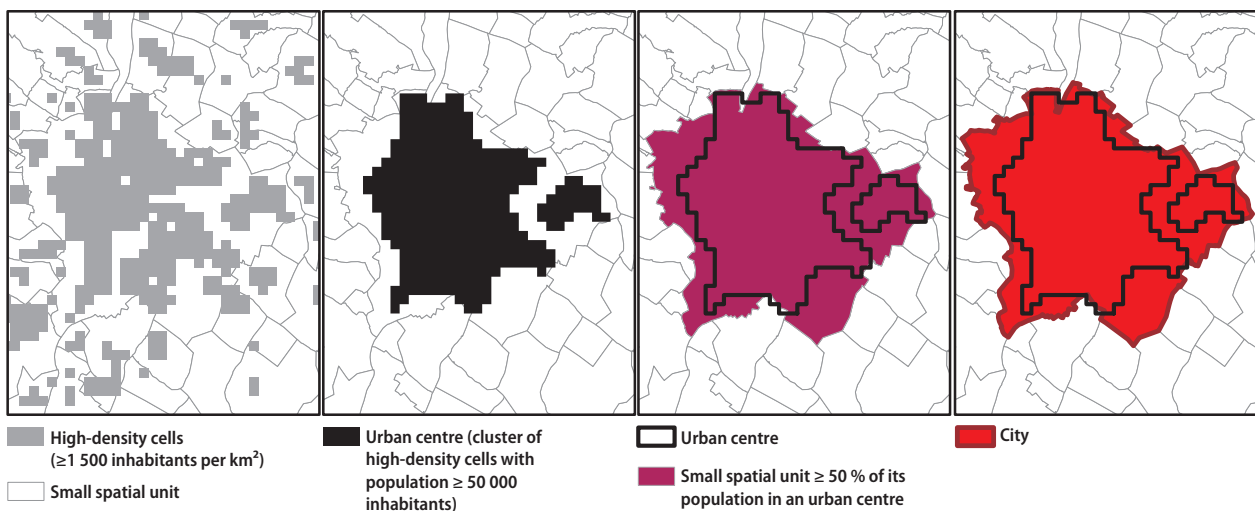 High-density cells
(≥1 500 inhabitants per km²)
Small spatial unit
Urban centre (cluster of
high-density cells with
population ≥ 50 000
inhabitants)
Urban centre
Small spatial unit ≥ 50 % of its
population in an urban centre
City